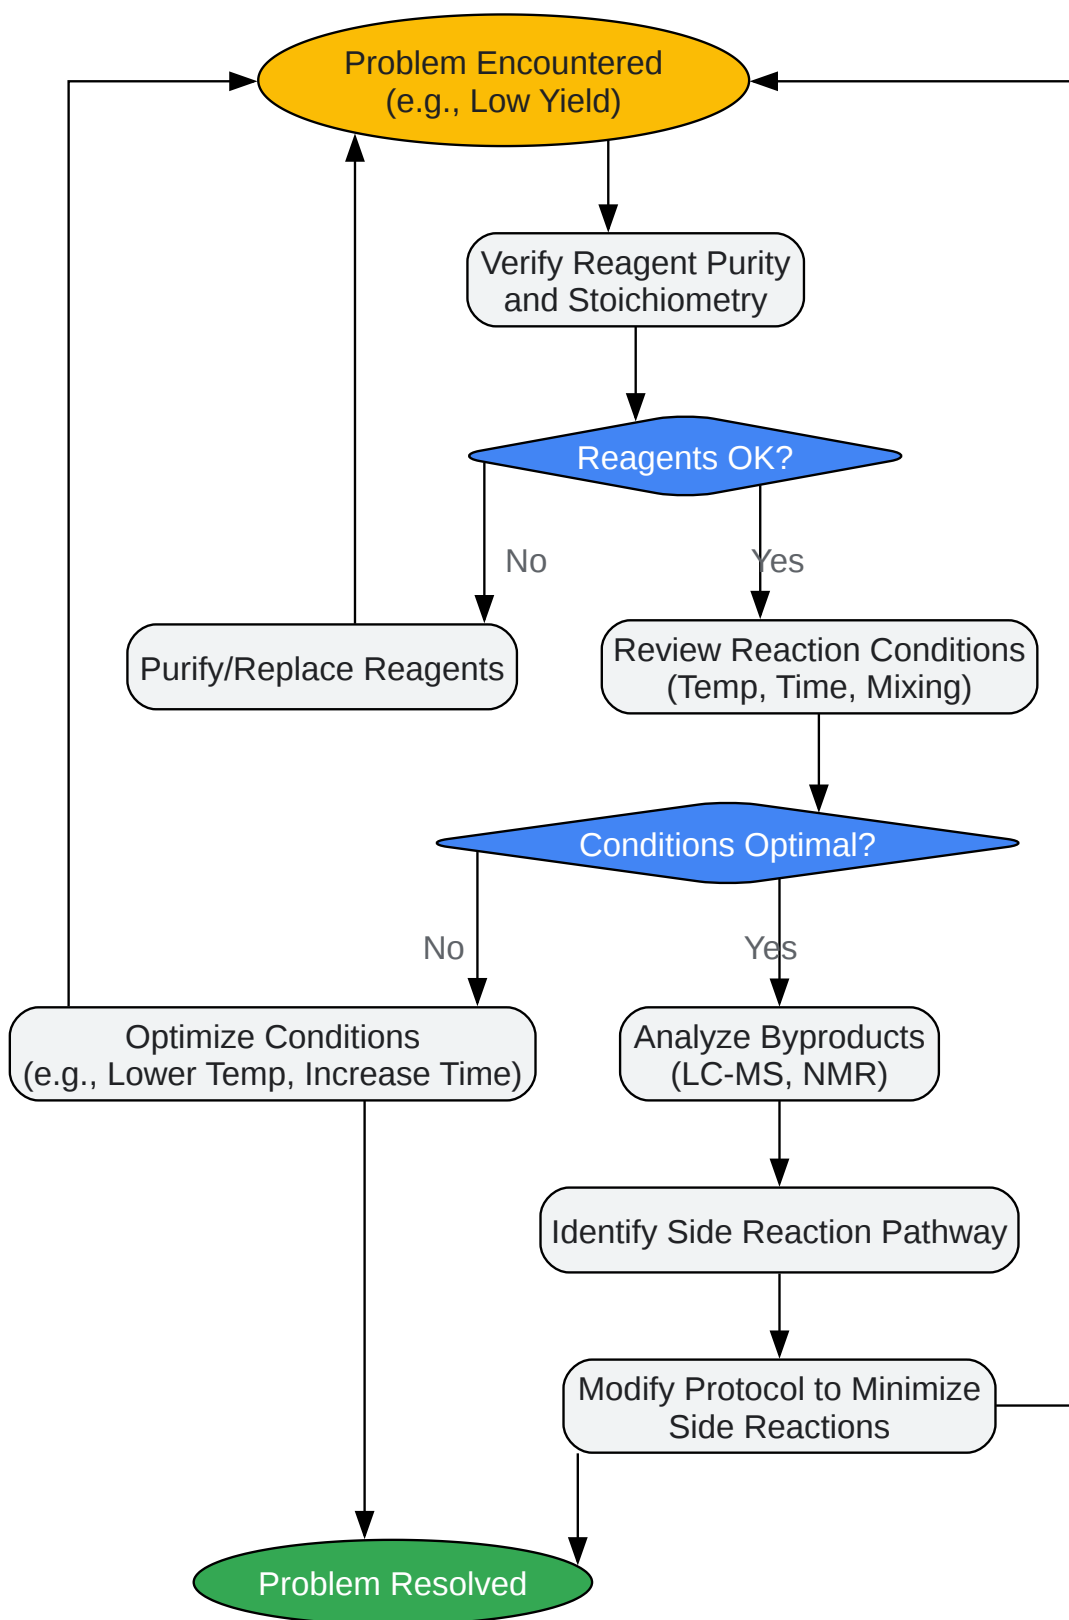 Problem Encountered
(e.g., Low Yield)
Verify Reagent Purity
and Stoichiometry
Reagents OK?
No
Yes
Purify/Replace Reagents
Review Reaction Conditions
(Temp, Time, Mixing)
Conditions Optimal?
No
Yes
Optimize Conditions
(e.g., Lower Temp, Increase Time)
Analyze Byproducts
(LC-MS, NMR)
Identify Side Reaction Pathway
Modify Protocol to Minimize
Side Reactions
Problem Resolved